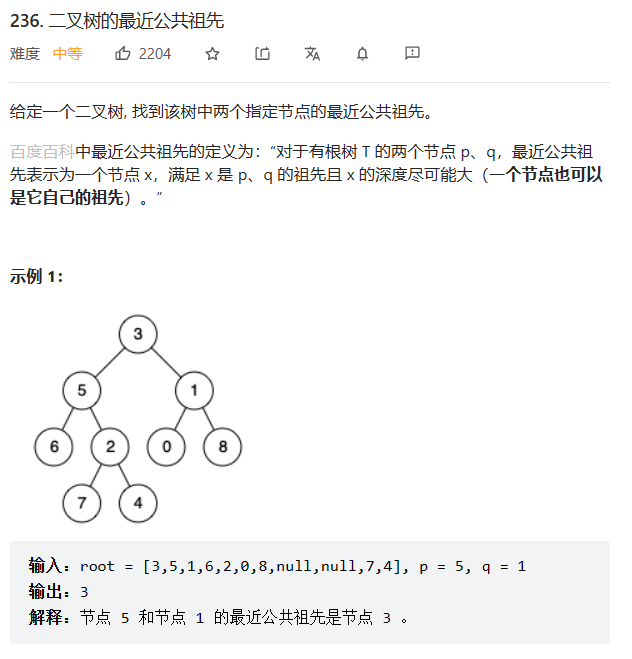 236. 二叉树的最近公共祖先
难度 中等 2204
给定一个二叉树, 找到该树中两个指定节点的最近公共祖先。
百度百科中最近公共祖先的定义为：“对于有根树 T 的两个节点 p、q，最近公共祖
先表示为一个节点 x，满足 x 是 p、q 的祖先且 x 的深度尽可能大（一个节点也可以
是它自己的祖先）。”
示例 1：
3
5 1
6 2 0 8
7 4
输入：root = [3,5,1,6,2,0,8,null,null,7,4], p = 5, q = 1
输出：3
解释：节点 5 和节点 1 的最近公共祖先是节点 3 。